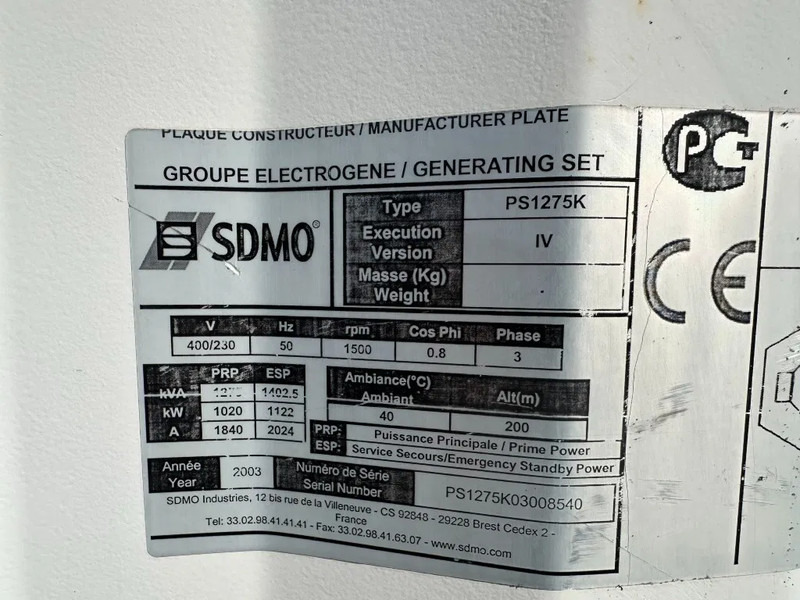 PLAQUE CONSTRUCTEUR / MANUFACTURER PLATE
GROUPE ELECTROGENE / GENERATING SET
SDMO®
Type PS1275K
Execution Version IV
Masse (Kg) Weight -
V Hz rpm Cos Phi Phase
400/230 50 1500 0.8 3
PRP ESP
kVA 1275 1402.5
kW 1020 1122
A 1840 2024
Ambiance(°C) Ambiant Alt(m)
40 200
PRP: Puissance Principale / Prime Power
ESP: Service Secours/Emergency Standby Power
Année Year 2003 Numéro de Série Serial Number PS1275K03008540
SDMO Industries, 12 bis rue de la Villeneuve - CS 92848 - 29228 Brest Cedex 2 -
France
Tel: 33.02.98.41.41.41 - Fax: 33.02.98.41.63.07 - www.sdmo.com
РСТ
CE